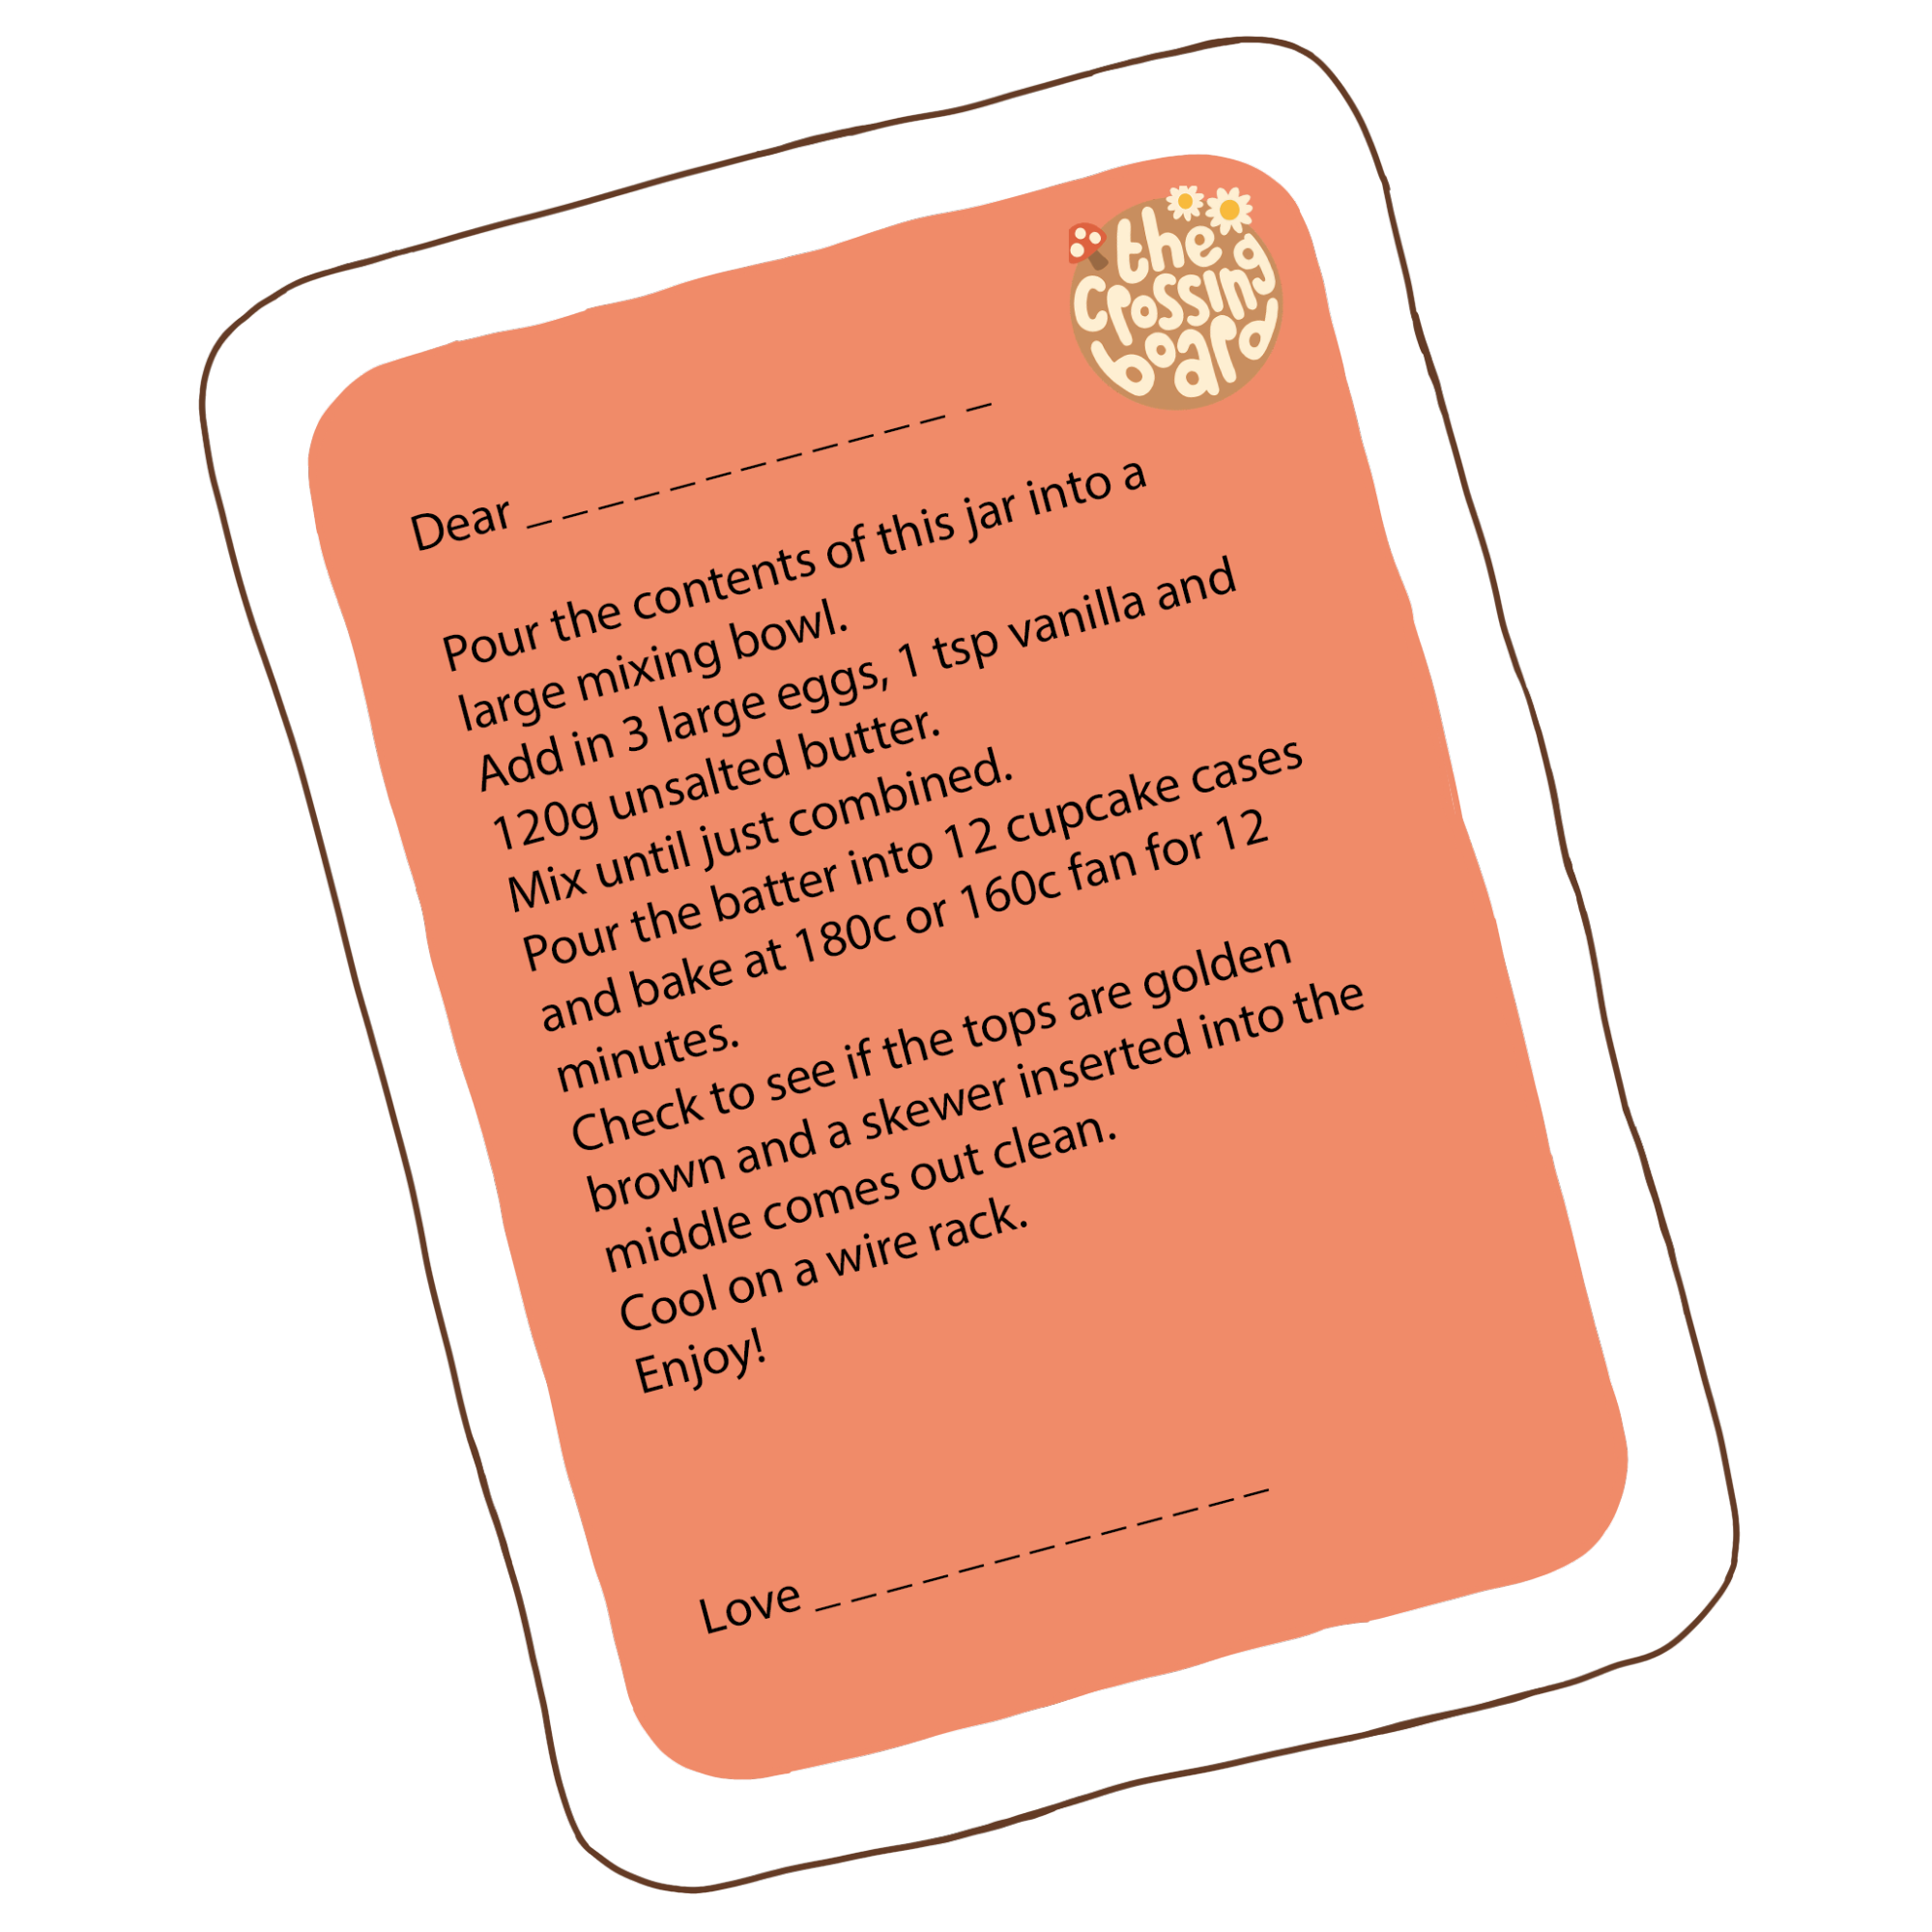 the
crossing
board
Dear _ _ _ _ _ _ _ _ _ _ _ _ _
Pour the contents of this jar into a
large mixing bowl.
Add in 3 large eggs, 1 tsp vanilla and
120g unsalted butter.
Mix until just combined.
Pour the batter into 12 cupcake cases
and bake at 180c or 160c fan for 12
minutes.
Check to see if the tops are golden
brown and a skewer inserted into the
middle comes out clean.
Cool on a wire rack.
Enjoy!
Love _ _ _ _ _ _ _ _ _ _ _ _ _